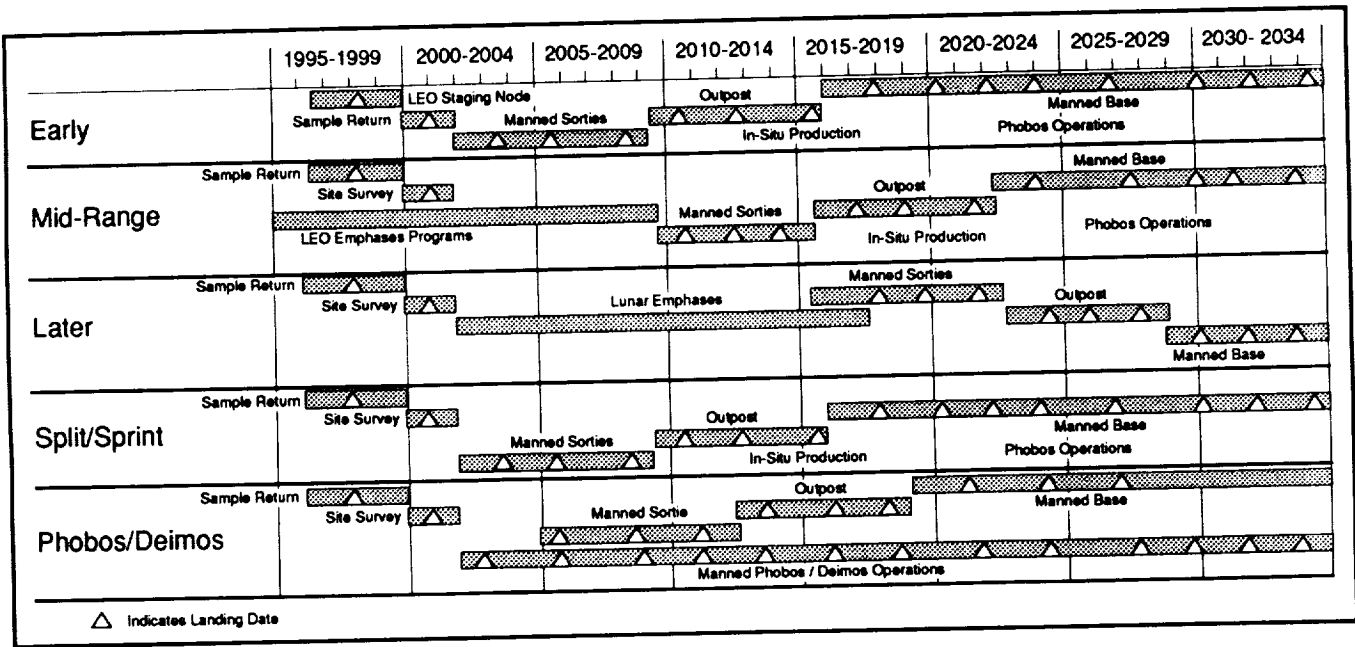 1995-1999 2000-2004 2005-2009 2010-2014 2015-2019 2020-2024 2025-2029 2030- 2034
Early
LEO Staging Node
Sample Return
Manned Sorties
Outpost
In-Situ Production
Manned Base
Phobos Operations
Mid-Range
Sample Return
Site Survey
LEO Emphases Programs
Manned Sorties
Outpost
In-Situ Production
Manned Base
Phobos Operations
Later
Sample Return
Site Survey
Lunar Emphases
Manned Sorties
Outpost
Manned Base
Split/Sprint
Sample Return
Site Survey
Manned Sorties
Outpost
In-Situ Production
Manned Base
Phobos Operations
Phobos/Deimos
Sample Return
Site Survey
Manned Sortie
Outpost
Manned Base
Manned Phobos / Deimos Operations
Indicates Landing Date